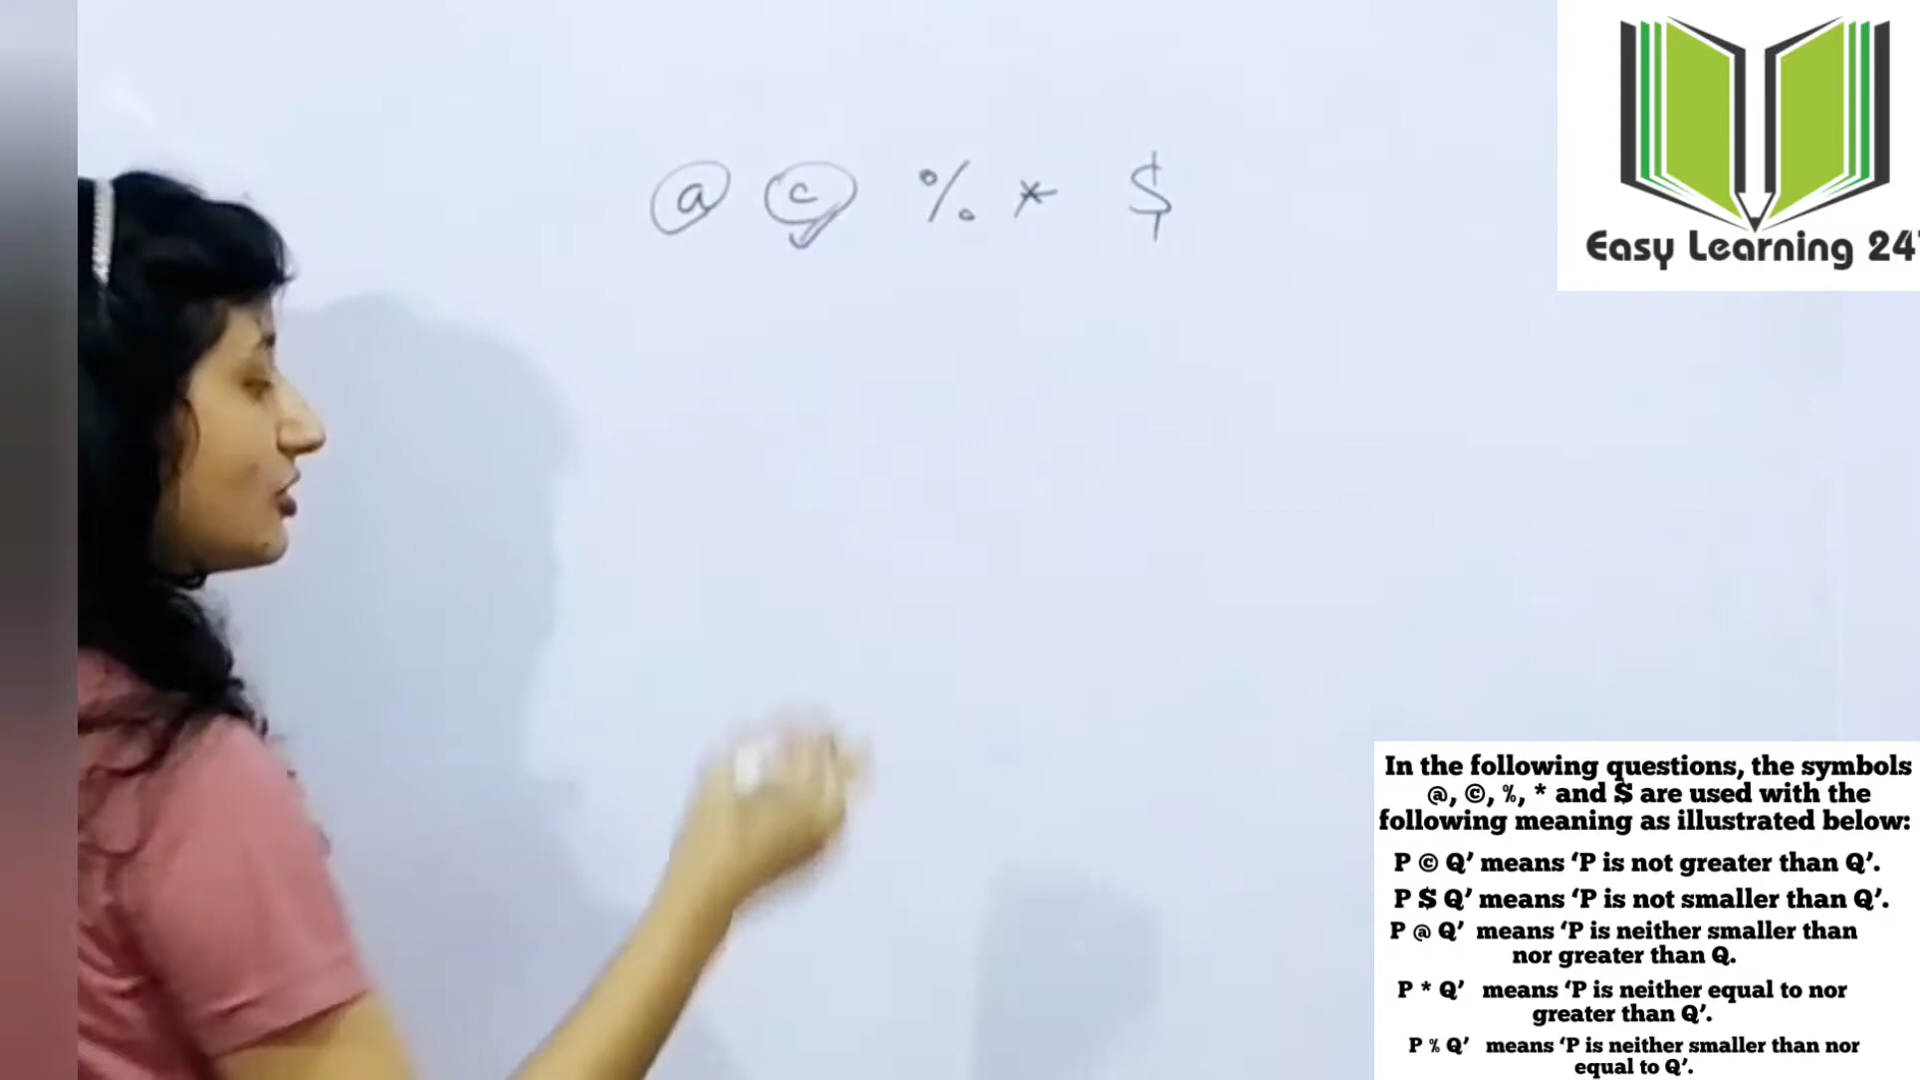 @ © % * $
Easy Learning 24
In the following questions, the symbols
@, ©, %, * and $ are used with the
following meaning as illustrated below:
P © Q’ means ‘P is not greater than Q’.
P $ Q’ means ‘P is not smaller than Q’.
P @ Q’ means ‘P is neither smaller than
nor greater than Q.
P * Q’ means ‘P is neither equal to nor
greater than Q’.
P % Q’ means ‘P is neither smaller than nor
equal to Q’.